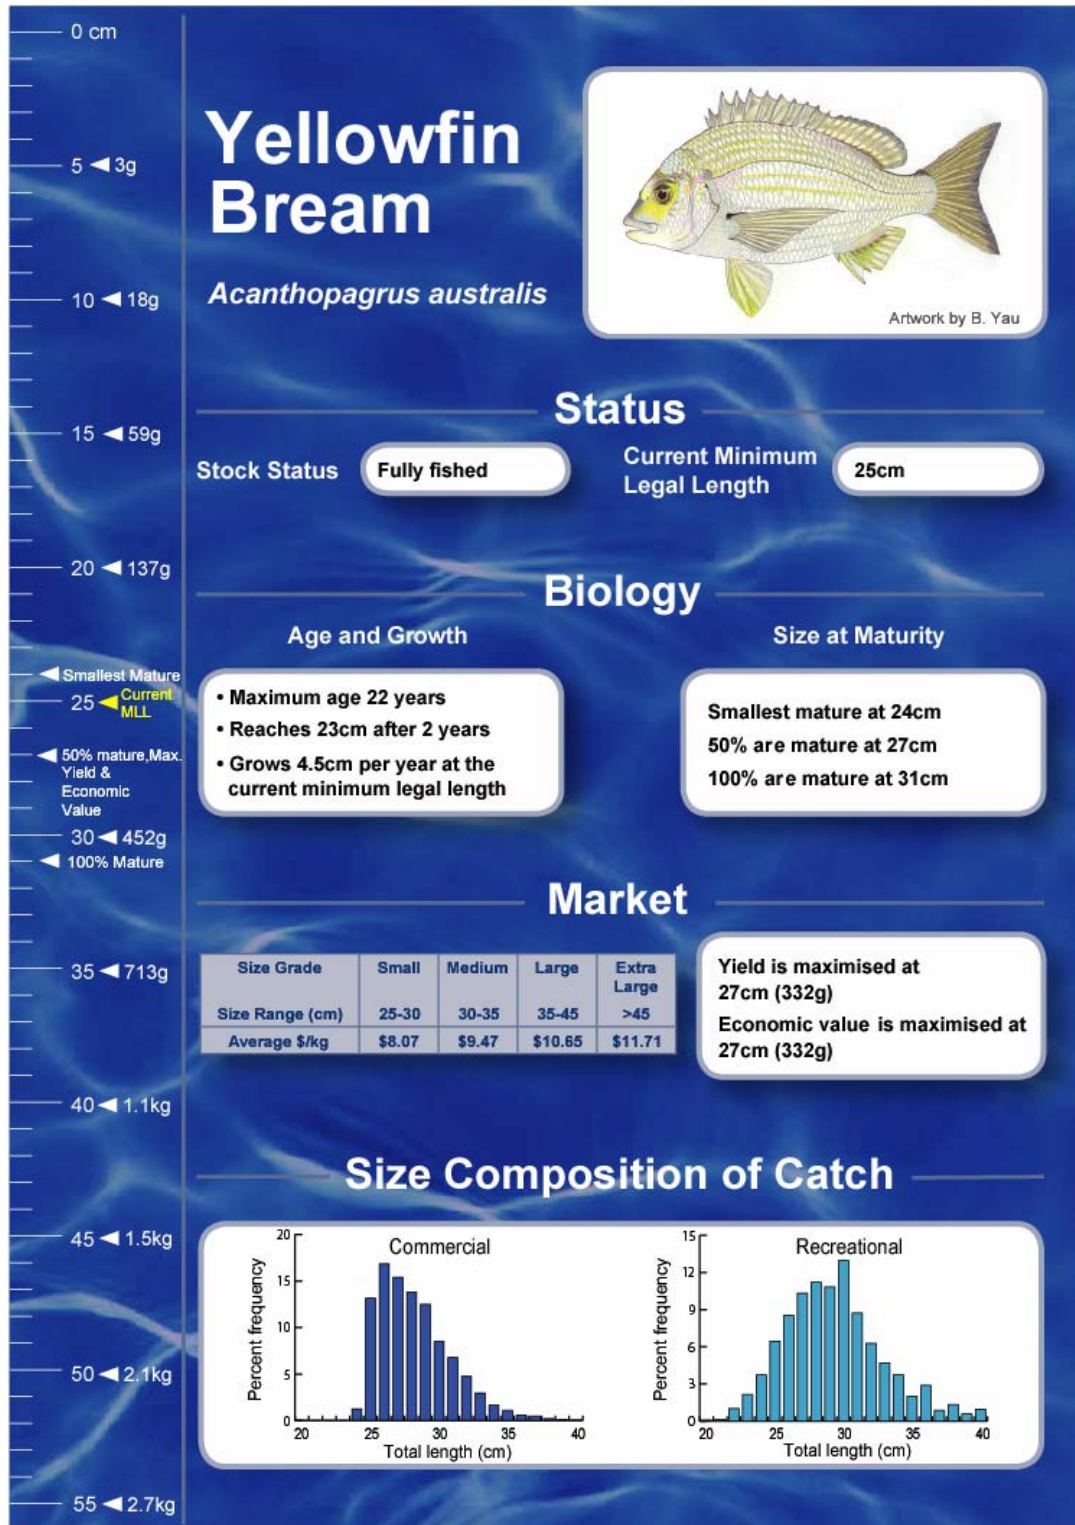 0 cm
5 ◄ 3g
10 ◄ 18g
15 ◄ 59g
20 ◄ 137g
◄ Smallest Mature
25 ◄ Current
MLL
◄ 50% mature,Max.
Yield &
Economic
Value
30 ◄ 452g
◄ 100% Mature
35 ◄ 713g
40 ◄ 1.1kg
45 ◄ 1.5kg
50 ◄ 2.1kg
55 ◄ 2.7kg
Yellowfin
Bream
Acanthopagrus australis
Artwork by B. Yau
Status
Stock Status
Fully fished
Current Minimum
Legal Length
25cm
Biology
Age and Growth
• Maximum age 22 years
• Reaches 23cm after 2 years
• Grows 4.5cm per year at the
current minimum legal length
Size at Maturity
Smallest mature at 24cm
50% are mature at 27cm
100% are mature at 31cm
Market
Size Grade Small Medium Large Extra
Large
Size Range (cm) 25-30 30-35 35-45 >45
Average $/kg $8.07 $9.47 $10.65 $11.71
Yield is maximised at
27cm (332g)
Economic value is maximised at
27cm (332g)
Size Composition of Catch
Commercial
Percent frequency
20
15
10
5
0
20 25 30 35 40
Total length (cm)
Recreational
Percent frequency
15
12
9
6
3
0
20 25 30 35 40
Total length (cm)